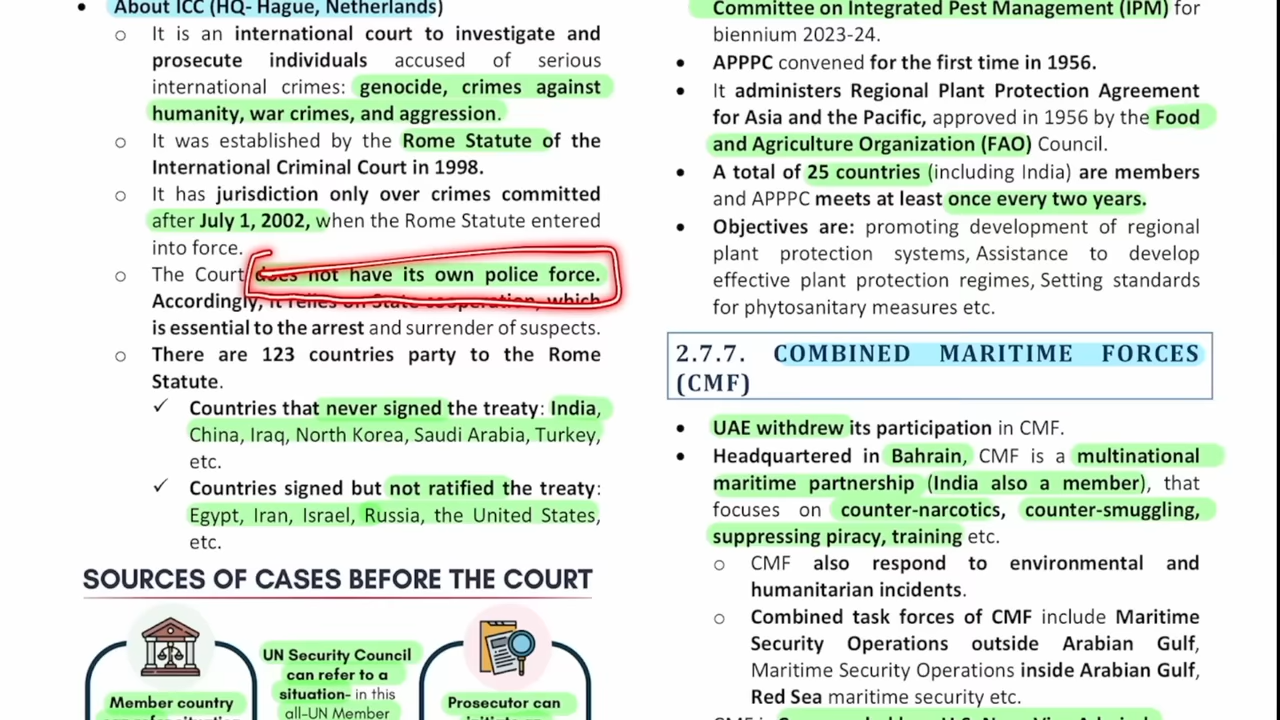 About ICC (HQ- Hague, Netherlands)
It is an international court to investigate and
prosecute individuals accused of serious
international crimes: genocide, crimes against
humanity, war crimes, and aggression.
It was established by the Rome Statute of the
International Criminal Court in 1998.
It has jurisdiction only over crimes committed
after July 1, 2002, when the Rome Statute entered
into force.
The Court does not have its own police force.
Accordingly, it relies on State cooperation, which
is essential to the arrest and surrender of suspects.
There are 123 countries party to the Rome
Statute.
Countries that never signed the treaty: India,
China, Iraq, North Korea, Saudi Arabia, Turkey,
etc.
Countries signed but not ratified the treaty:
Egypt, Iran, Israel, Russia, the United States,
etc.
SOURCES OF CASES BEFORE THE COURT
Member country
UN Security Council
can refer to a
situation- in this
all-UN Member
Prosecutor can
Committee on Integrated Pest Management (IPM) for
biennium 2023-24.
APPPC convened for the first time in 1956.
It administers Regional Plant Protection Agreement
for Asia and the Pacific, approved in 1956 by the Food
and Agriculture Organization (FAO) Council.
A total of 25 countries (including India) are members
and APPPC meets at least once every two years.
Objectives are: promoting development of regional
plant protection systems, Assistance to develop
effective plant protection regimes, Setting standards
for phytosanitary measures etc.
2.7.7. COMBINED MARITIME FORCES
(CMF)
UAE withdrew its participation in CMF.
Headquartered in Bahrain, CMF is a multinational
maritime partnership (India also a member), that
focuses on counter-narcotics, counter-smuggling,
suppressing piracy, training etc.
CMF also respond to environmental and
humanitarian incidents.
Combined task forces of CMF include Maritime
Security Operations outside Arabian Gulf,
Maritime Security Operations inside Arabian Gulf,
Red Sea maritime security etc.